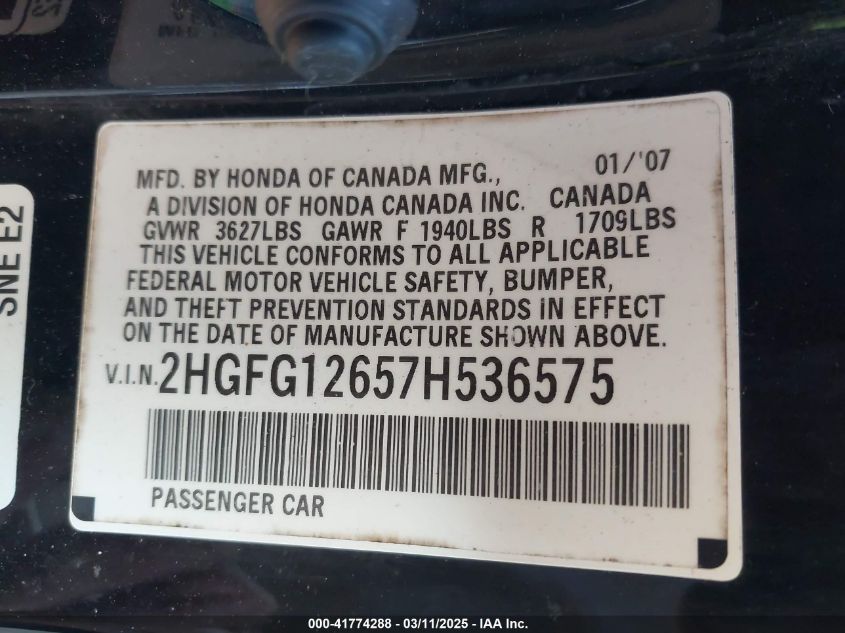 MFD. BY HONDA OF CANADA MFG., 01/'07
A DIVISION OF HONDA CANADA INC. CANADA
GVWR 3627LBS GAWR F 1940LBS R 1709LBS
THIS VEHICLE CONFORMS TO ALL APPLICABLE
FEDERAL MOTOR VEHICLE SAFETY, BUMPER,
AND THEFT PREVENTION STANDARDS IN EFFECT
ON THE DATE OF MANUFACTURE SHOWN ABOVE.
V.I.N. 2HGFG12657H536575
PASSENGER CAR
SNE E2
000-41774288 - 03/11/2025 - IAA Inc.